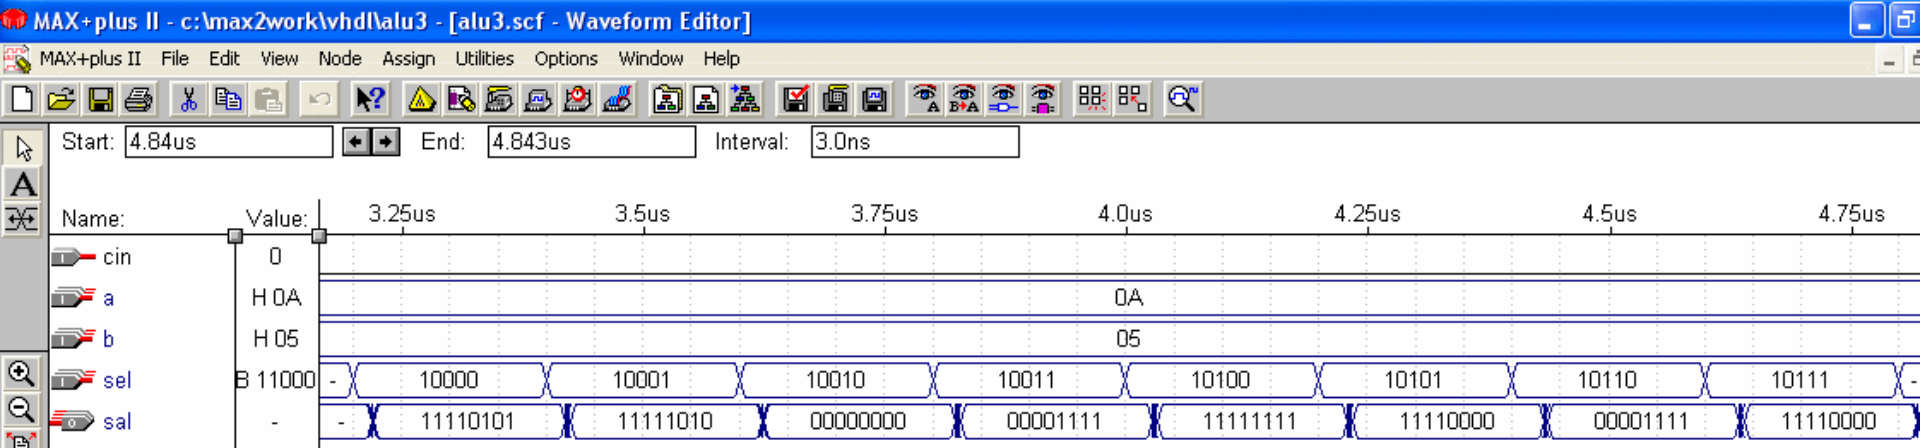 MAX+plus II - c:\max2work\vhdl\alu3 - [alu3.scf - Waveform Editor]
MAX+plus II File Edit View Node Assign Utilities Options Window Help
Start: 4.84us End: 4.843us Interval: 3.0ns
Name: Value: 3.25us 3.5us 3.75us 4.0us 4.25us 4.5us 4.75us
cin 0
a H 0A 0A
b H 05 05
sel B 11000 - 10000 10001 10010 10011 10100 10101 10110 10111 -
sal - - 11110101 11111010 00000000 00001111 11111111 11110000 00001111 11110000